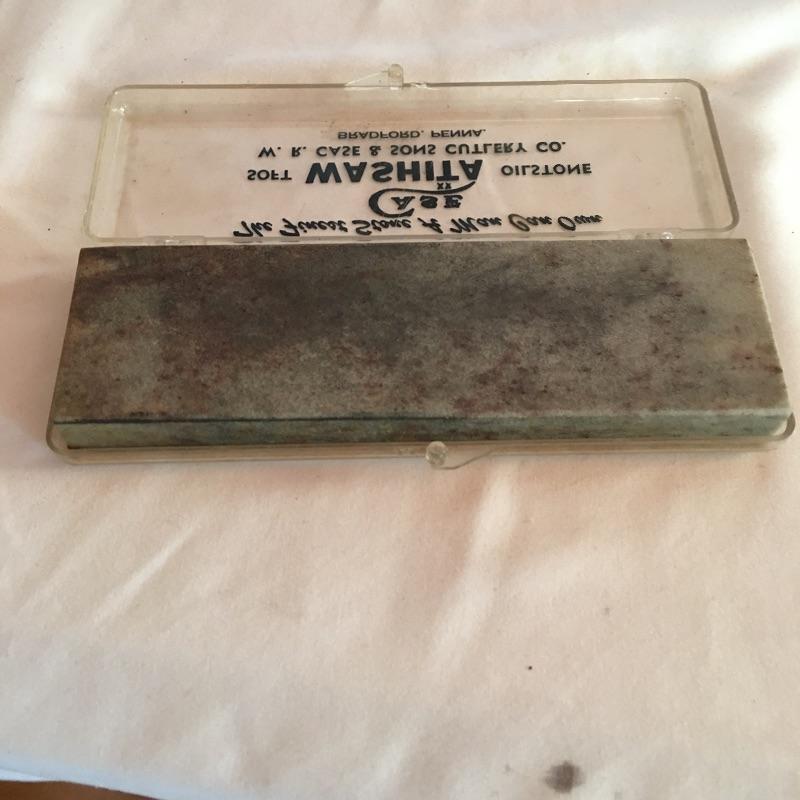 The Finest Stone A Man Can Own
CASE XX
SOFT WASHITA OILSTONE
W. R. CASE & SONS CUTLERY CO.
BRADFORD, PENNA.